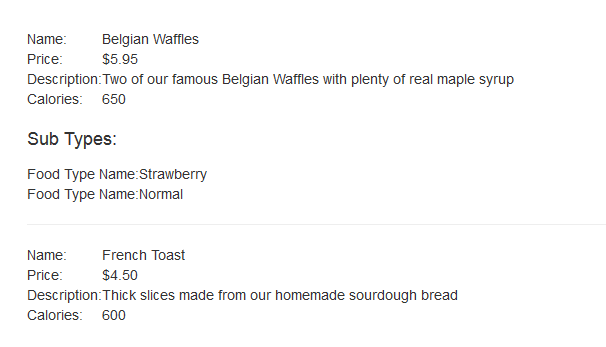 Name: Belgian Waffles
Price: $5.95
Description:Two of our famous Belgian Waffles with plenty of real maple syrup
Calories: 650
Sub Types:
Food Type Name:Strawberry
Food Type Name:Normal
Name: French Toast
Price: $4.50
Description:Thick slices made from our homemade sourdough bread
Calories: 600